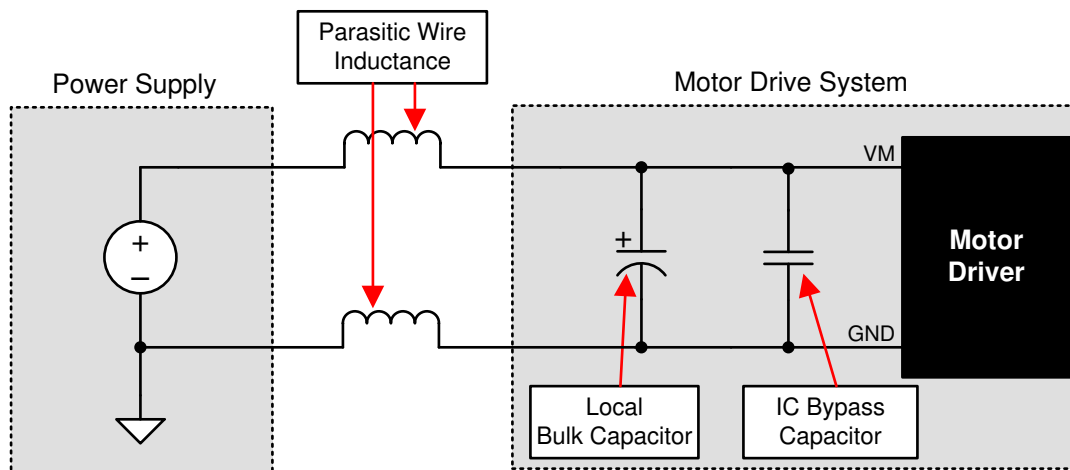 Parasitic Wire
Inductance
Power Supply
Motor Drive System
VM
+
–
+
Motor
Driver
GND
Local
Bulk Capacitor
IC Bypass
Capacitor